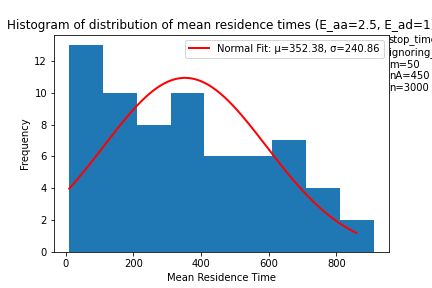 Histogram of distribution of mean residence times (E_aa=2.5, E_ad=1
stop_time
ignoring_
m=50
nA=450
n=3000
Normal Fit: μ=352.38, σ=240.86
12
10
8
6
4
2
0
Frequency
0 200 400 600 800
Mean Residence Time